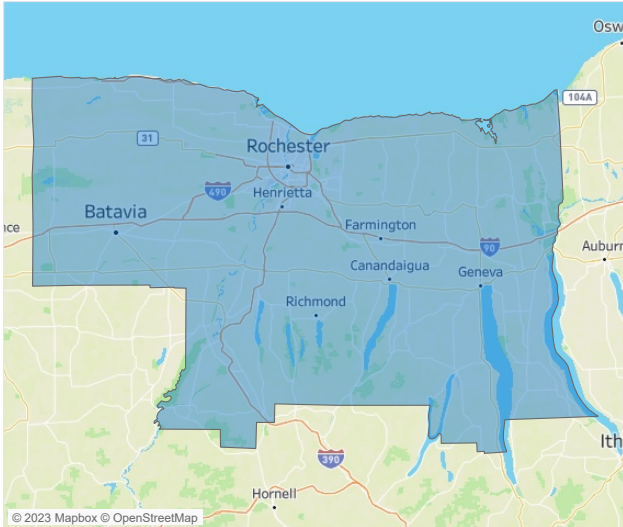 Osw
104A
31
Rochester
490
Henrietta
Batavia
nce
Farmington
90
Auburn
Canandaigua
Geneva
Richmond
Ith
390
Hornell
© 2023 Mapbox © OpenStreetMap